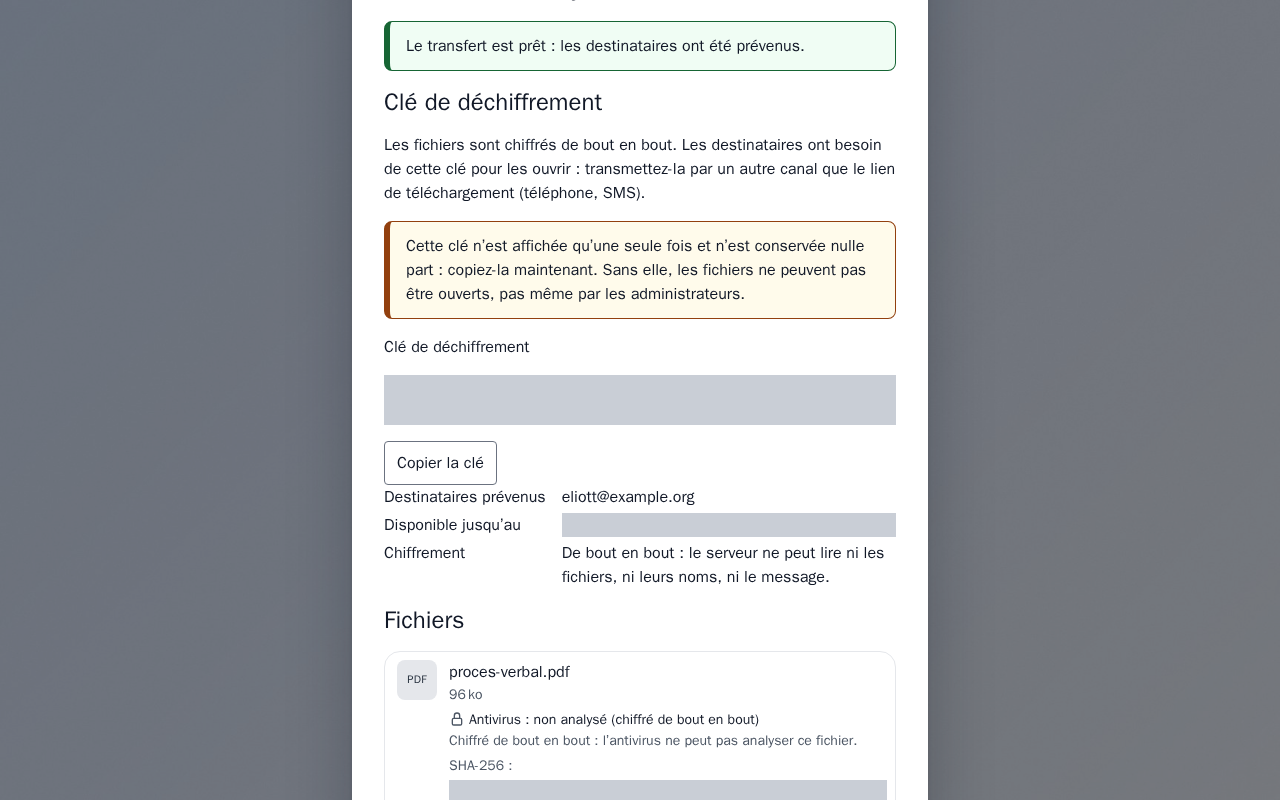 Le transfert est prêt : les destinataires ont été prévenus.
Clé de déchiffrement
Les fichiers sont chiffrés de bout en bout. Les destinataires ont besoin
de cette clé pour les ouvrir : transmettez-la par un autre canal que le lien
de téléchargement (téléphone, SMS).
Cette clé n'est affichée qu'une seule fois et n'est conservée nulle
part : copiez-la maintenant. Sans elle, les fichiers ne peuvent pas
être ouverts, pas même par les administrateurs.
Clé de déchiffrement
Copier la clé
Destinataires prévenus eliott@example.org
Disponible jusqu'au
Chiffrement De bout en bout : le serveur ne peut lire ni les
fichiers, ni leurs noms, ni le message.
Fichiers
PDF proces-verbal.pdf
96 ko
Antivirus : non analysé (chiffré de bout en bout)
Chiffré de bout en bout : l'antivirus ne peut pas analyser ce fichier.
SHA-256 :